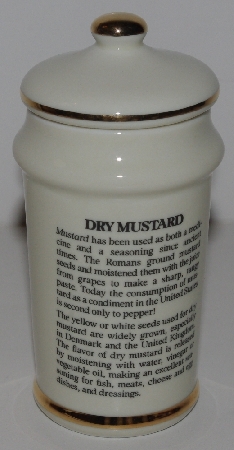 DRY MUSTARD
Mustard has been used as both a medi-
cine and a seasoning since ancient
times. The Romans ground mustard
seeds and moistened them with the juice
from grapes to make a sharp, tangy
paste. Today the consumption of mus-
tard as a condiment in the United States
is second only to pepper!
The yellow or white seeds used for dry
mustard are widely grown, especially
in Denmark and the United Kingdom.
The flavor of dry mustard is released
by moistening with water, vinegar or
vegetable oil, making an excellent sea-
soning for fish, meats, cheese and egg
dishes, and dressings.